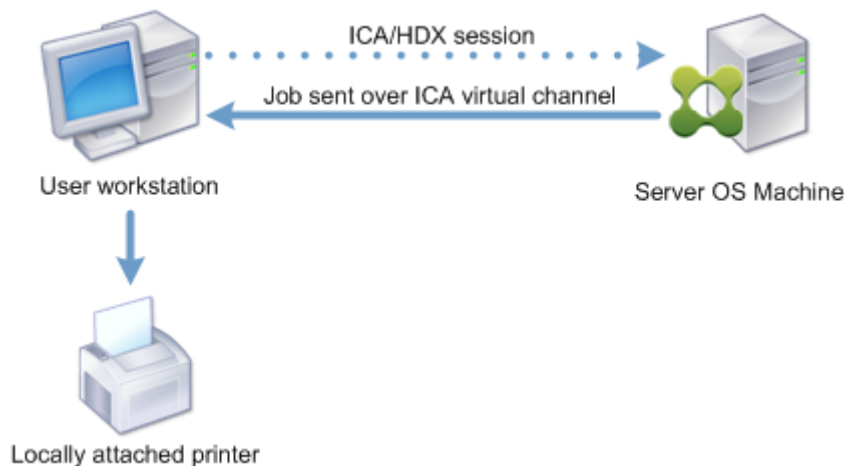 ICA/HDX session
Job sent over ICA virtual channel
User workstation
Server OS Machine
Locally attached printer